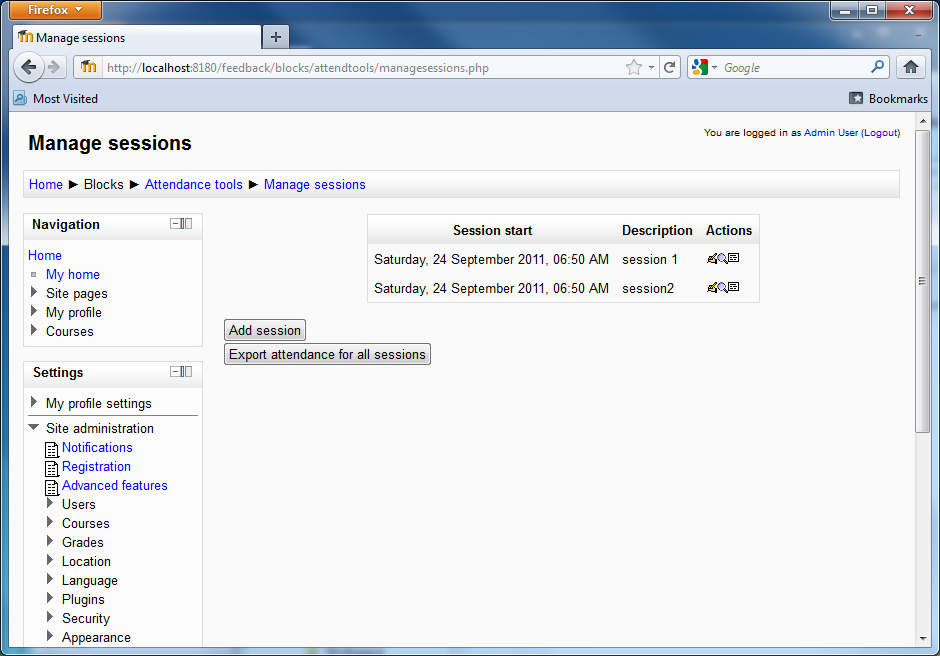 Firefox
Manage sessions
http://localhost:8180/feedback/blocks/attendtools/managesessions.php
Google
Most Visited
Bookmarks
Manage sessions
You are logged in as Admin User (Logout)
Home ► Blocks ► Attendance tools ► Manage sessions
Navigation
Home
My home
Site pages
My profile
Courses
Settings
My profile settings
Site administration
Notifications
Registration
Advanced features
Users
Courses
Grades
Location
Language
Plugins
Security
Appearance
Session start Description Actions
Saturday, 24 September 2011, 06:50 AM session 1
Saturday, 24 September 2011, 06:50 AM session2
Add session
Export attendance for all sessions